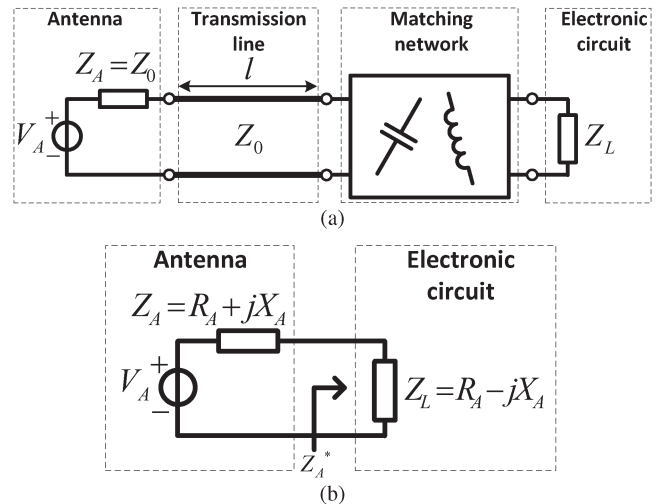 Antenna
Transmission line
Matching network
Electronic circuit
Z_A = Z_0
l
V_A
+
−
Z_0
Z_L
(a)
Antenna
Electronic circuit
Z_A = R_A + jX_A
V_A
+
−
Z_L = R_A − jX_A
Z_A*
(b)